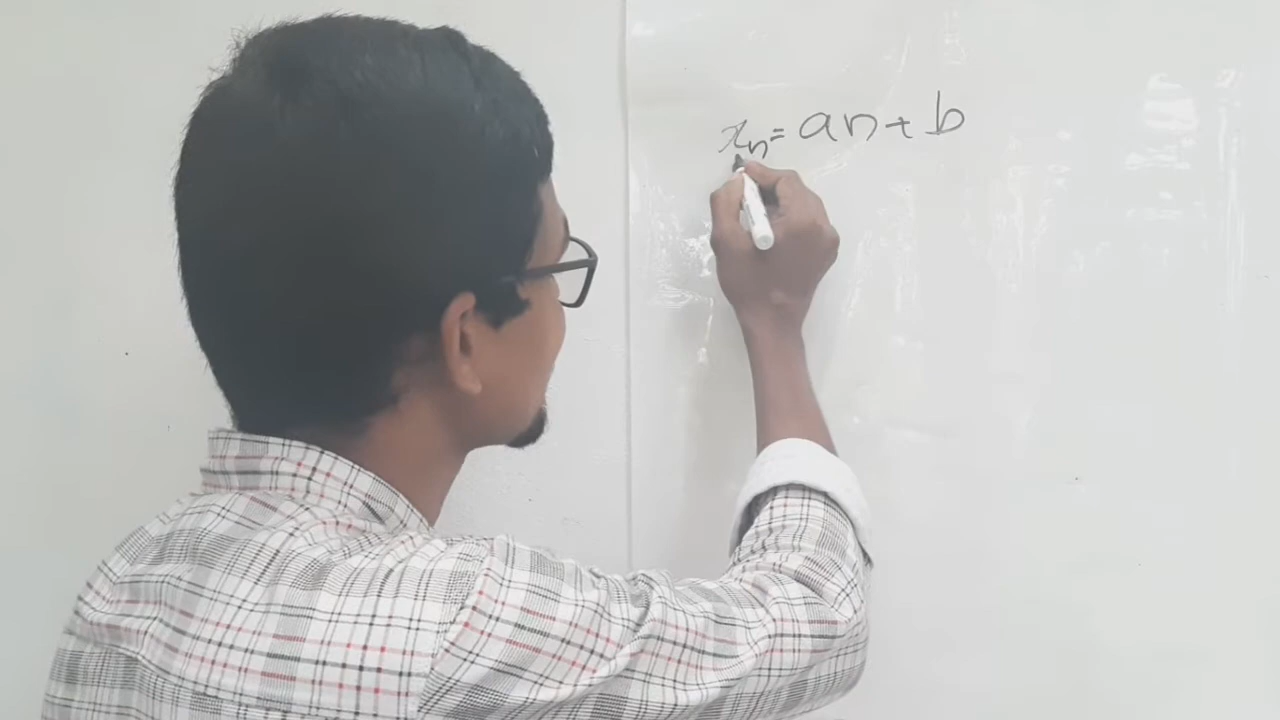 xₙ = an + b